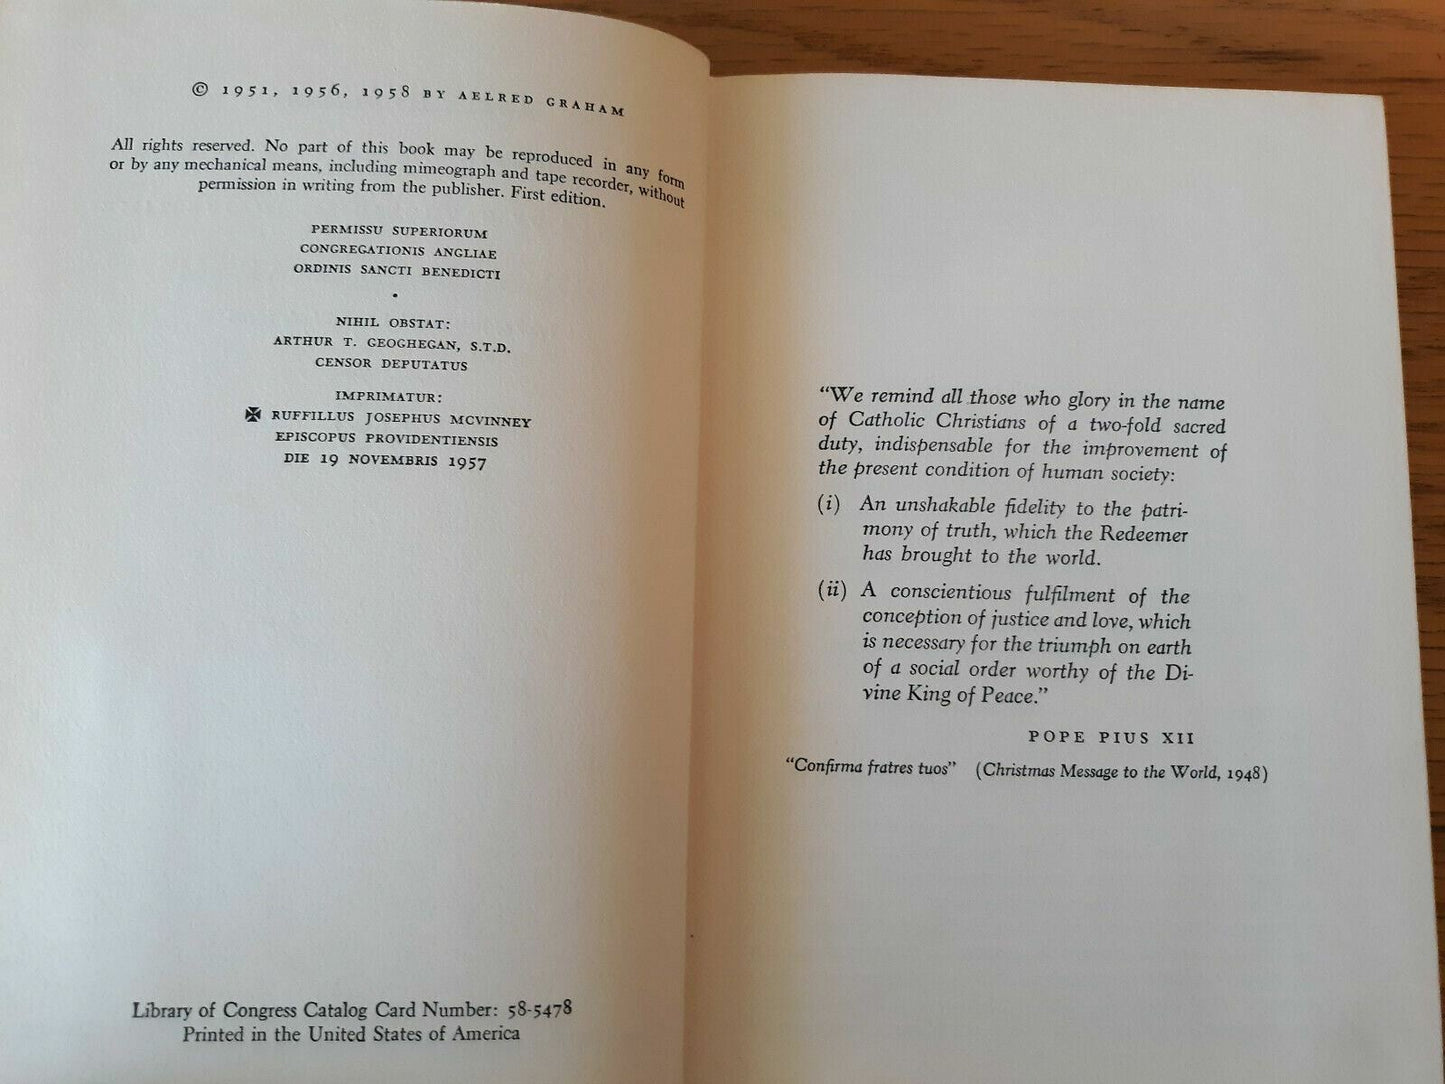 © 1951, 1956, 1958 BY AELRED GRAHAM
All rights reserved. No part of this book may be reproduced in any form
or by any mechanical means, including mimeograph and tape recorder, without
permission in writing from the publisher. First edition.
PERMISSU SUPERIORUM
CONGREGATIONIS ANGLIAE
ORDINIS SANCTI BENEDICTI
•
NIHIL OBSTAT:
ARTHUR T. GEOGHEGAN, S.T.D.
CENSOR DEPUTATUS
IMPRIMATUR:
✠ RUFFILLUS JOSEPHUS MCVINNEY
EPISCOPUS PROVIDENTIENSIS
DIE 19 NOVEMBRIS 1957
Library of Congress Catalog Card Number: 58-5478
Printed in the United States of America
“We remind all those who glory in the name
of Catholic Christians of a two-fold sacred
duty, indispensable for the improvement of
the present condition of human society:
(i) An unshakable fidelity to the patri-
mony of truth, which the Redeemer
has brought to the world.
(ii) A conscientious fulfilment of the
conception of justice and love, which
is necessary for the triumph on earth
of a social order worthy of the Di-
vine King of Peace.”
POPE PIUS XII
“Confirma fratres tuos” (Christmas Message to the World, 1948)